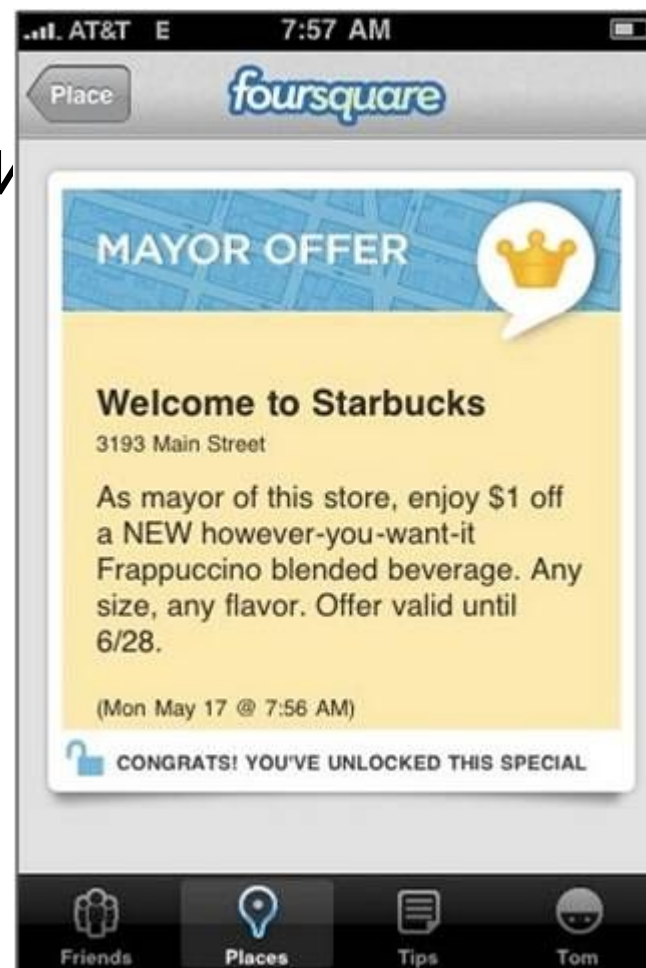 AT&T E 7:57 AM
Place foursquare
MAYOR OFFER
Welcome to Starbucks
3193 Main Street
As mayor of this store, enjoy $1 off
a NEW however-you-want-it
Frappuccino blended beverage. Any
size, any flavor. Offer valid until
6/28.
(Mon May 17 @ 7:56 AM)
CONGRATS! YOU'VE UNLOCKED THIS SPECIAL
Friends Places Tips Tom